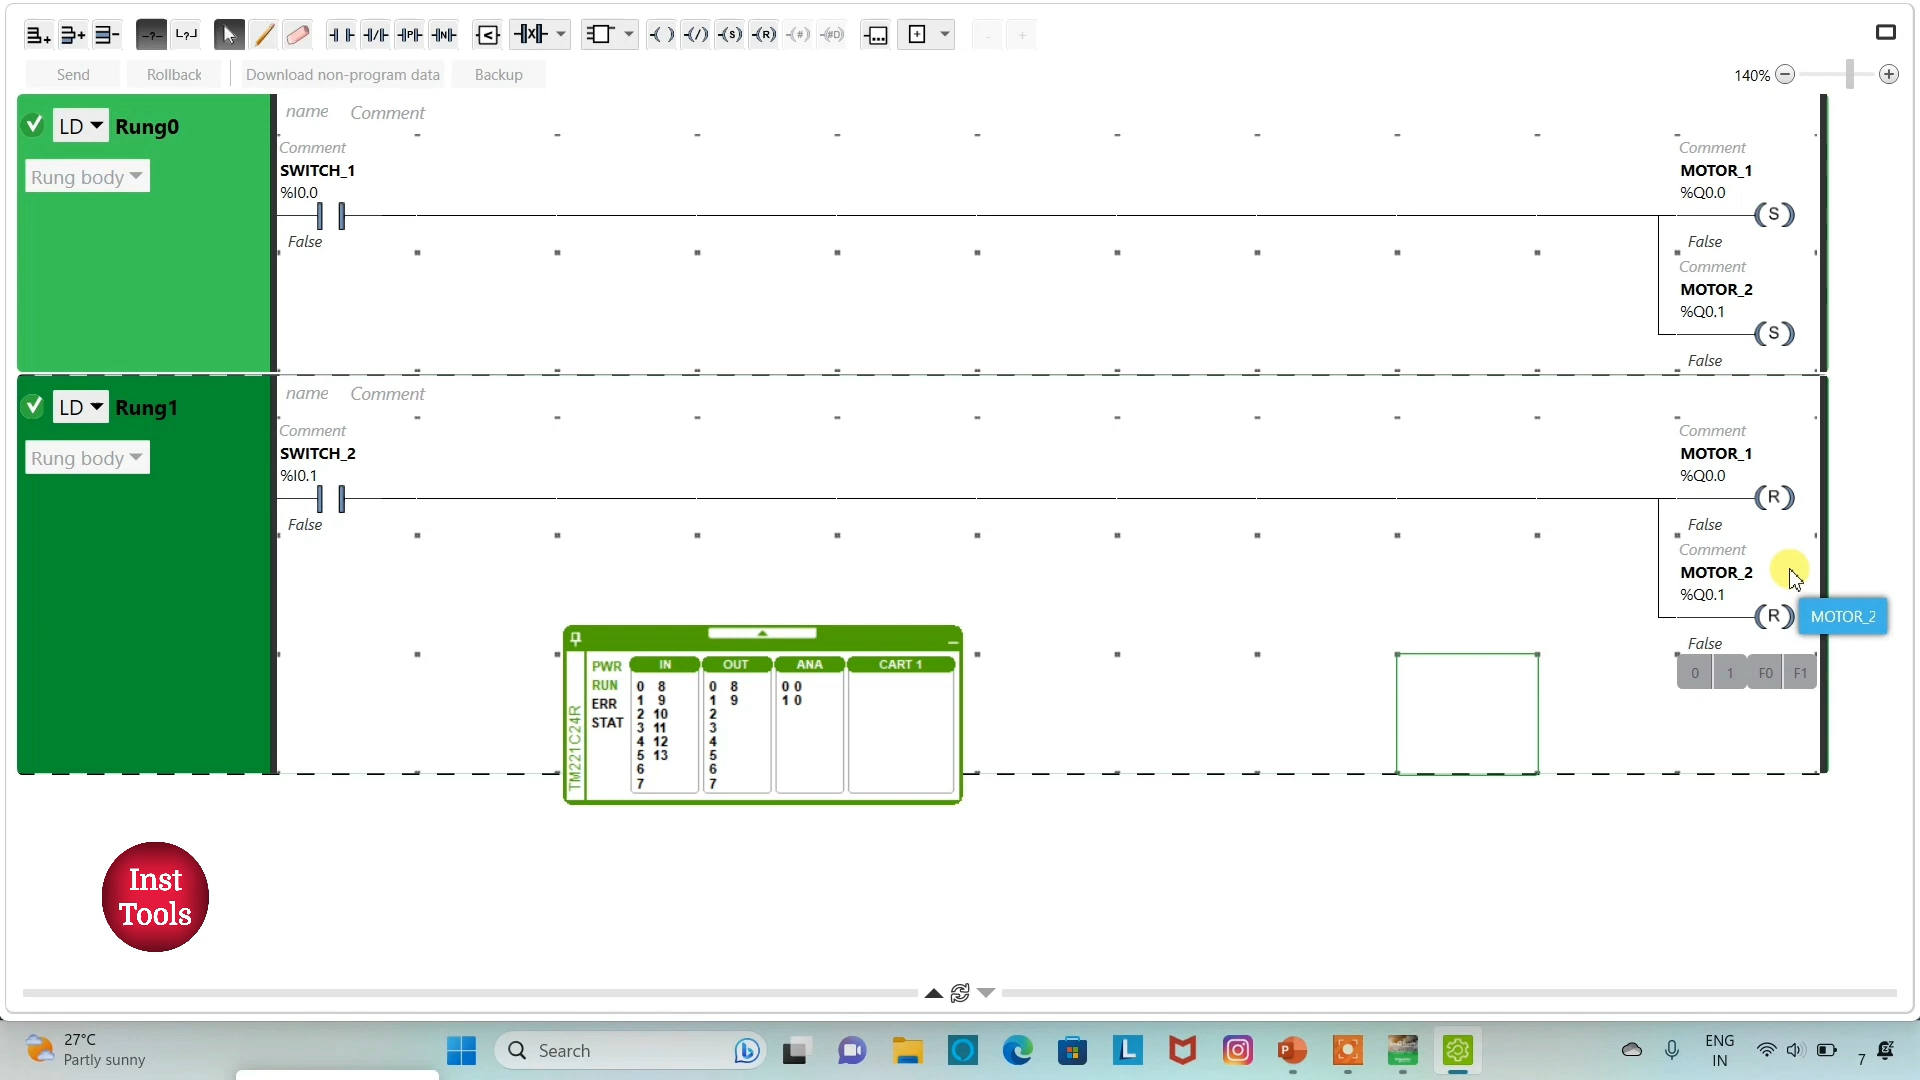 Send Rollback Download non-program data Backup 140%
LD Rung0 name Comment
Rung body
Comment
SWITCH_1
%I0.0
False
Comment
MOTOR_1
%Q0.0
S
False
Comment
MOTOR_2
%Q0.1
S
False
LD Rung1 name Comment
Rung body
Comment
SWITCH_2
%I0.1
False
Comment
MOTOR_1
%Q0.0
R
False
Comment
MOTOR_2
%Q0.1
R MOTOR_2
False
0 1 F0 F1
TM221C24R
PWR
RUN
ERR
STAT
IN OUT ANA CART 1
0 8 0 8 0 0
1 9 1 9 1 0
2 10 2
3 11 3
4 12 4
5 13 5
6 6
7 7
Inst
Tools
27°C
Partly sunny
Search
ENG
IN
7